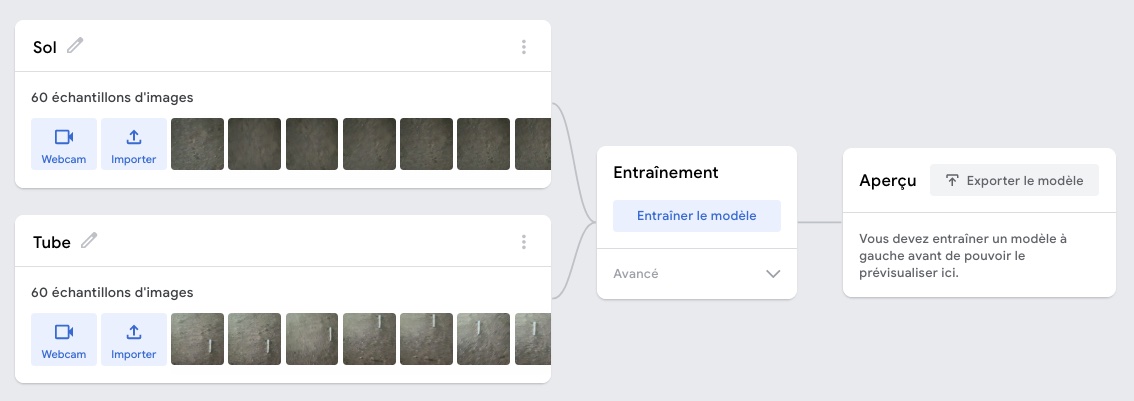 Sol
60 échantillons d'images
Webcam
Importer
Tube
60 échantillons d'images
Webcam
Importer
Entraînement
Entraîner le modèle
Avancé
Aperçu
Exporter le modèle
Vous devez entraîner un modèle à
gauche avant de pouvoir le
prévisualiser ici.